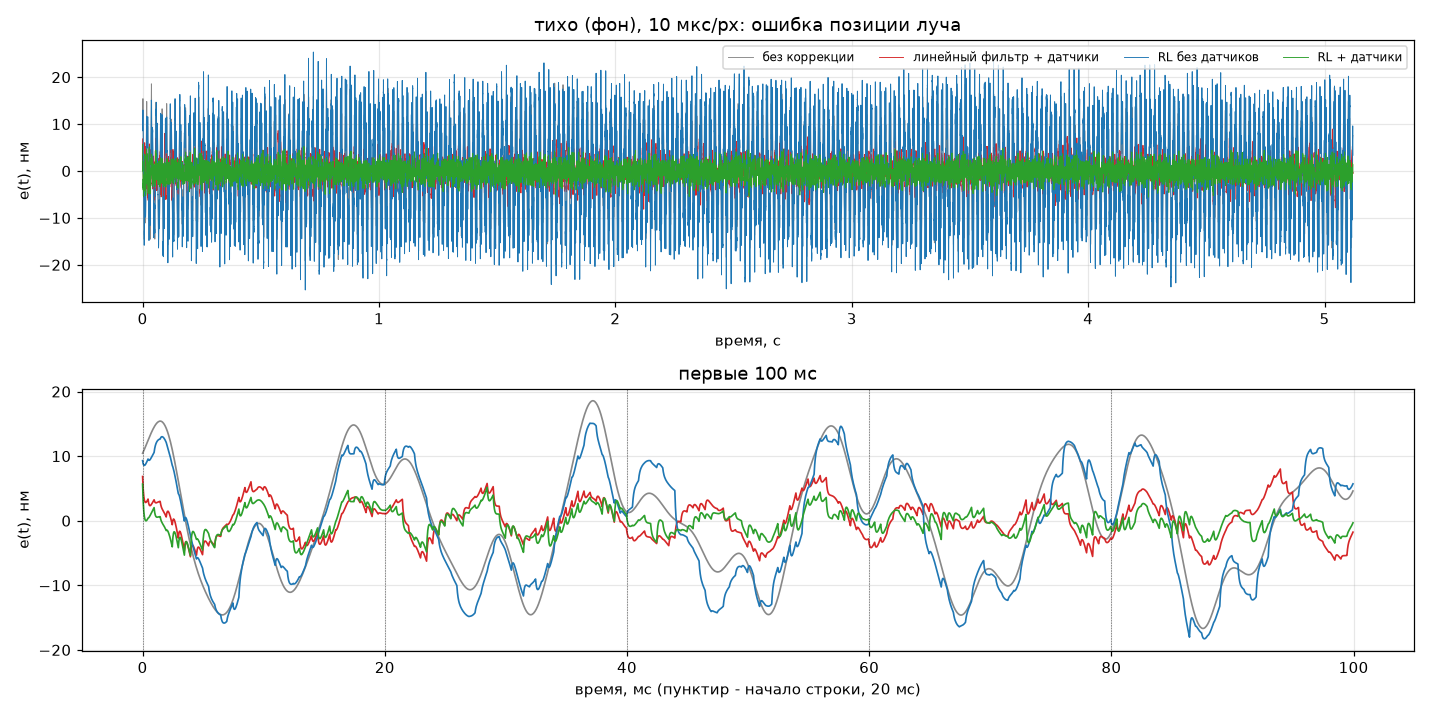 тихо (фон), 10 мкс/px: ошибка позиции луча
без коррекции
линейный фильтр + датчики
RL без датчиков
RL + датчики
e(t), нм
20
10
0
−10
−20
0
1
2
3
4
5
время, с
первые 100 мс
e(t), нм
20
10
0
−10
−20
0
20
40
60
80
100
время, мс (пунктир - начало строки, 20 мс)